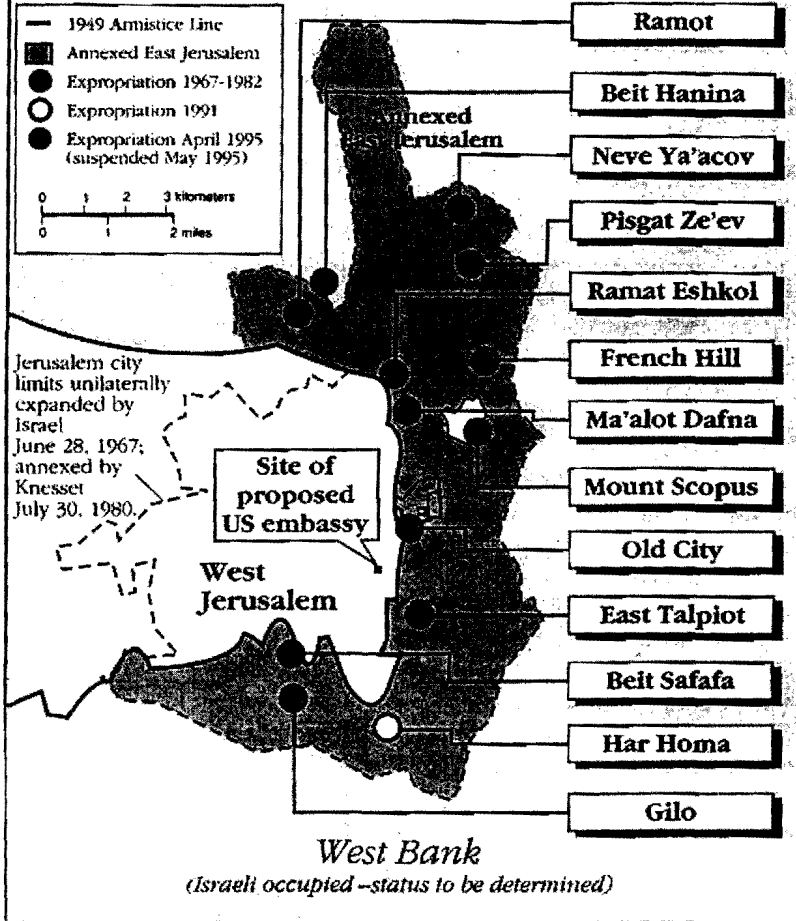 1949 Armistice Line
Annexed East Jerusalem
Expropriation 1967-1982
Expropriation 1991
Expropriation April 1995
(suspended May 1995)
0 1 2 3 kilometers
0 1 2 miles
Annexed
East Jerusalem
Ramot
Beit Hanina
Neve Ya'acov
Pisgat Ze'ev
Ramat Eshkol
French Hill
Ma'alot Dafna
Mount Scopus
Old City
East Talpiot
Beit Safafa
Har Homa
Gilo
Jerusalem city
limits unilaterally
expanded by
Israel
June 28, 1967;
annexed by
Knesset
July 30, 1980.
Site of
proposed
US embassy
West
Jerusalem
West Bank
(Israeli occupied –status to be determined)